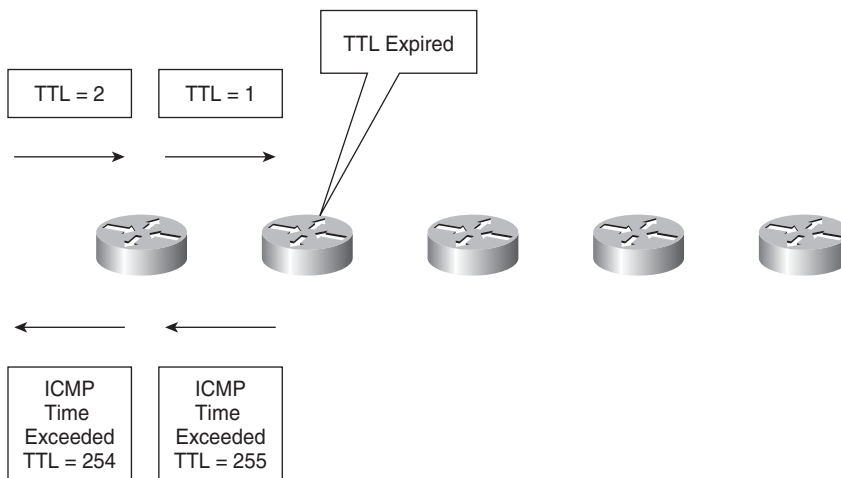 TTL Expired
TTL = 2
TTL = 1
ICMP
Time
Exceeded
TTL = 254
ICMP
Time
Exceeded
TTL = 255